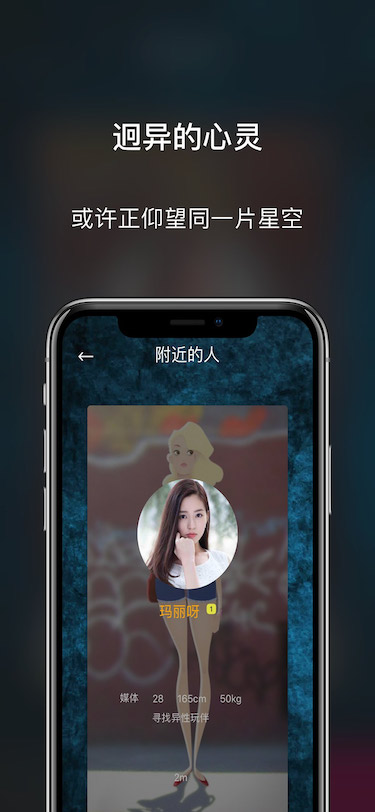 迥异的心灵
或许正仰望同一片星空
附近的人
玛丽呀 1
媒体 28 165cm 50kg
寻找异性玩伴
2m